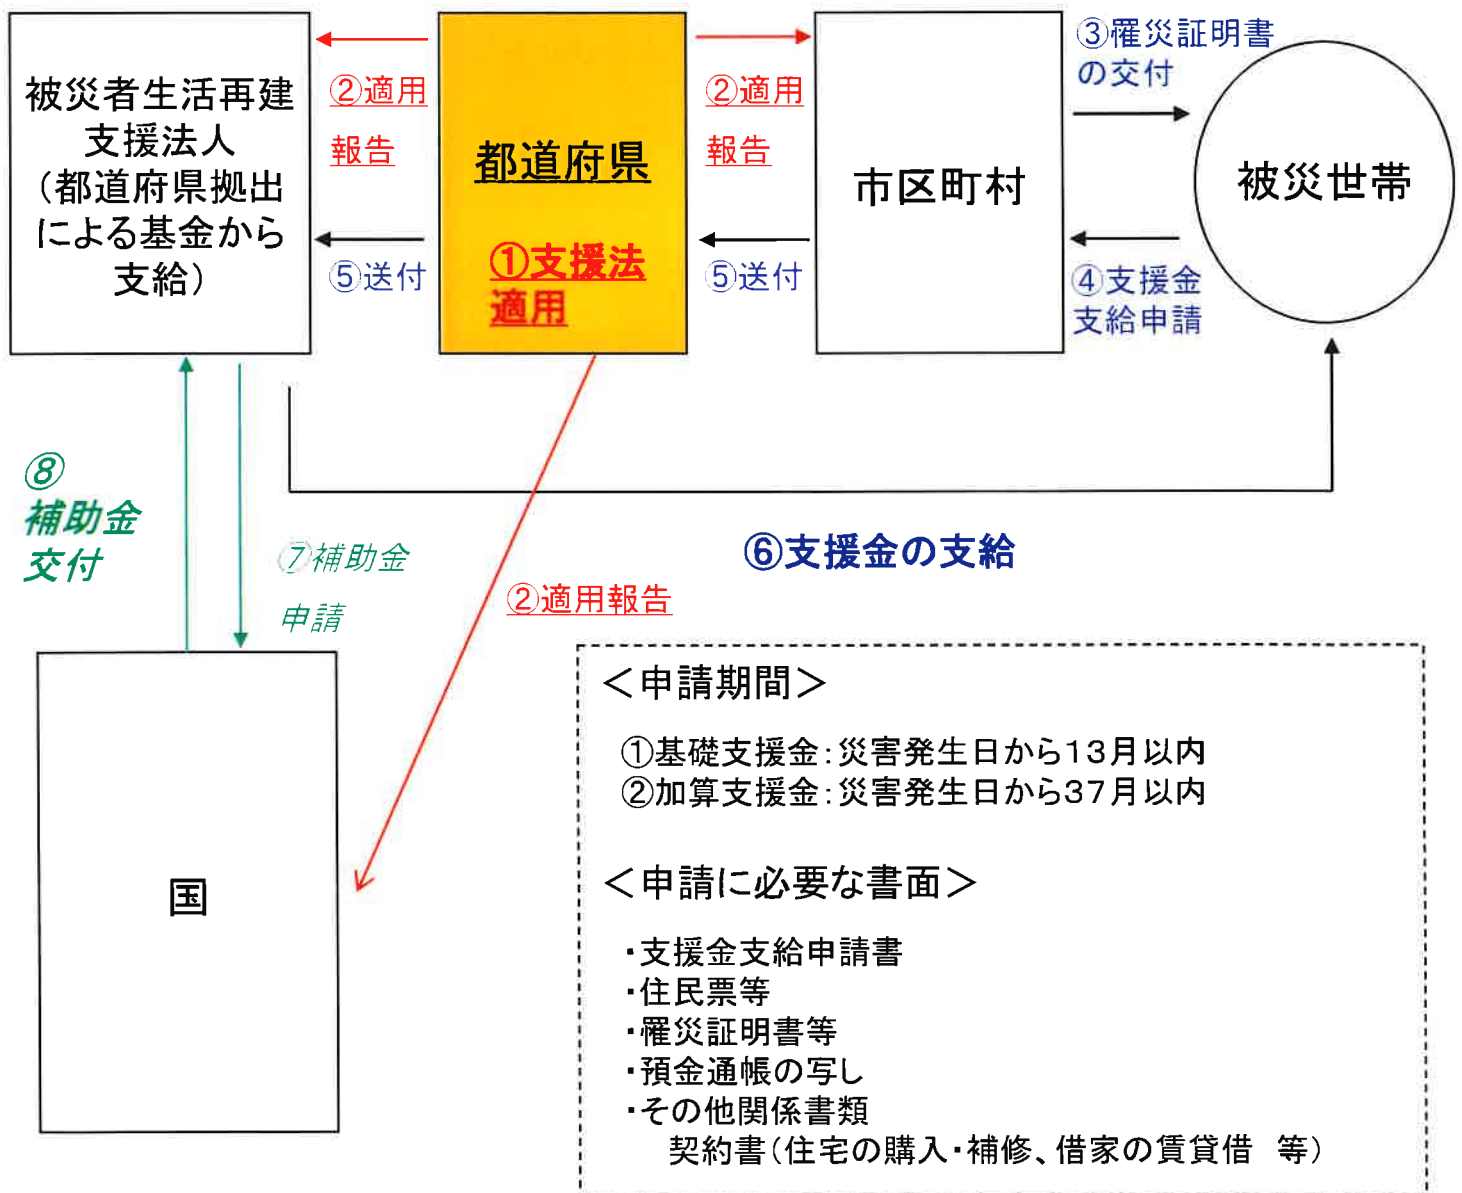 被災者生活再建
支援法人
（都道府県拠出
による基金から
支給）
②適用
報告
⑤送付
都道府県
①支援法
適用
②適用
報告
⑤送付
市区町村
③罹災証明書
の交付
④支援金
支給申請
被災世帯
⑧
補助金
交付
⑦補助金
申請
②適用報告
⑥支援金の支給
国
＜申請期間＞
①基礎支援金：災害発生日から13月以内
②加算支援金：災害発生日から37月以内
＜申請に必要な書面＞
・支援金支給申請書
・住民票等
・罹災証明書等
・預金通帳の写し
・その他関係書類
契約書（住宅の購入・補修、借家の賃貸借　等）